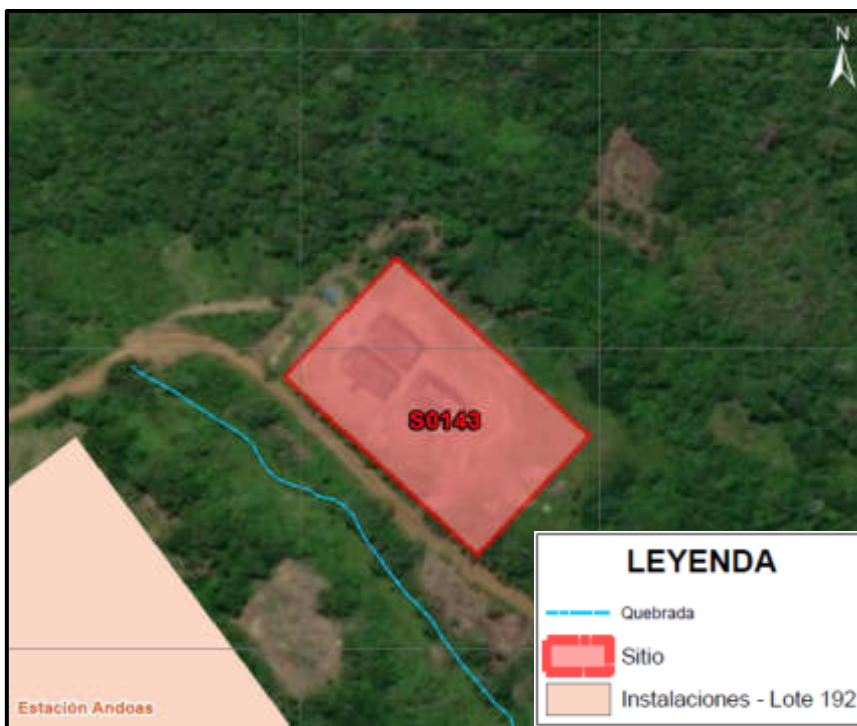 N
S0143
LEYENDA
Quebrada
Sitio
Instalaciones - Lote 192
Estación Andoas